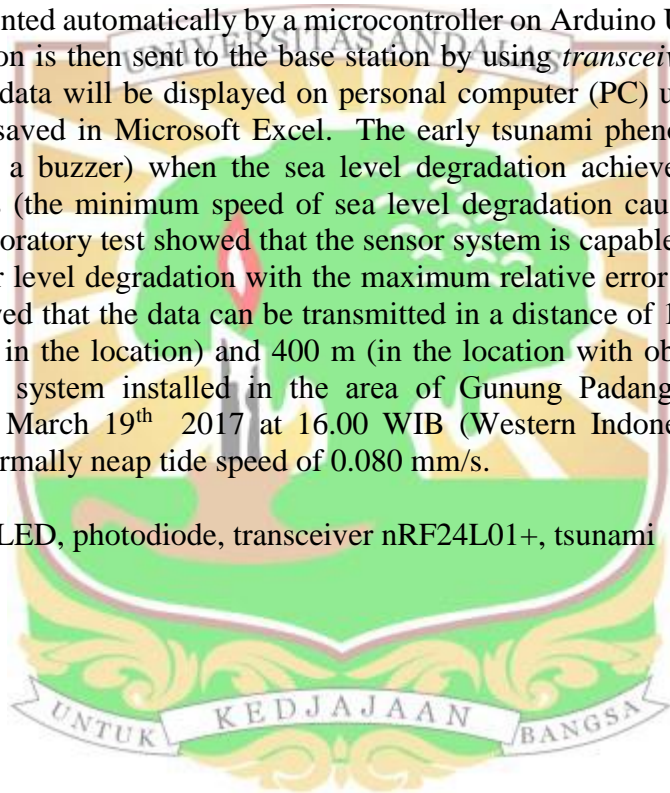 nted automatically by a microcontroller on Arduino
on is then sent to the base station by using transceiv
data will be displayed on personal computer (PC) u
saved in Microsoft Excel. The early tsunami pheno
a buzzer) when the sea level degradation achieve
(the minimum speed of sea level degradation cau
oratory test showed that the sensor system is capable
r level degradation with the maximum relative error
ved that the data can be transmitted in a distance of 1
in the location) and 400 m (in the location with ob
system installed in the area of Gunung Padang
March 19th 2017 at 16.00 WIB (Western Indone
rmally neap tide speed of 0.080 mm/s.
LED, photodiode, transceiver nRF24L01+, tsunami
UNIVERSITAS ANDALAS
UNTUK KEDJAJAAN BANGSA